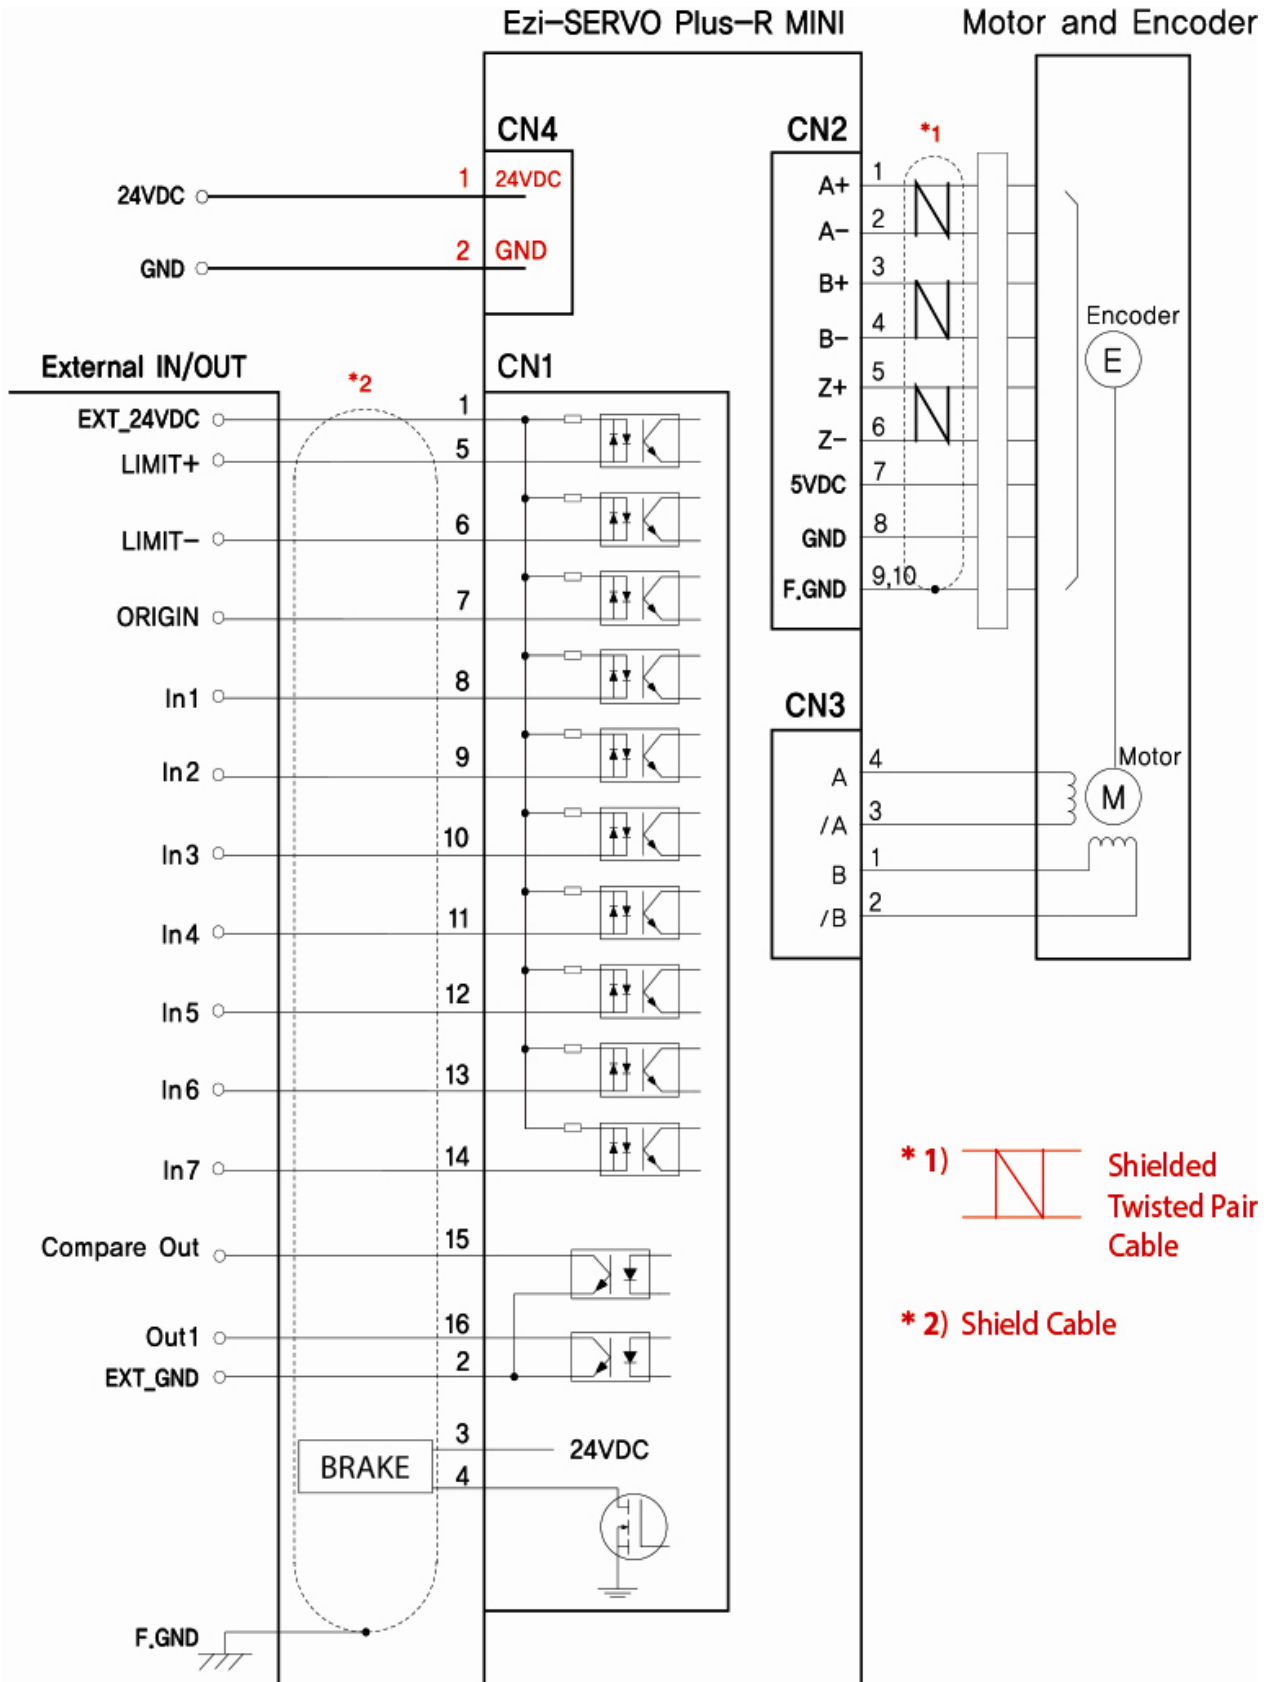 Ezi-SERVO Plus-R MINI
Motor and Encoder
CN4
1 24VDC
24VDC
2 GND
GND
CN2
*1
A+ 1
A- 2
B+ 3
B- 4
Z+ 5
Z- 6
5VDC 7
GND 8
F.GND 9,10
Encoder
E
External IN/OUT
*2
CN1
EXT_24VDC 1
LIMIT+ 5
LIMIT- 6
ORIGIN 7
In1 8
In2 9
In3 10
In4 11
In5 12
In6 13
In7 14
Compare Out 15
Out1 16
EXT_GND 2
BRAKE
3 24VDC
4
F.GND
CN3
A 4
/A 3
B 1
/B 2
Motor
M
* 1) Shielded
Twisted Pair
Cable
* 2) Shield Cable